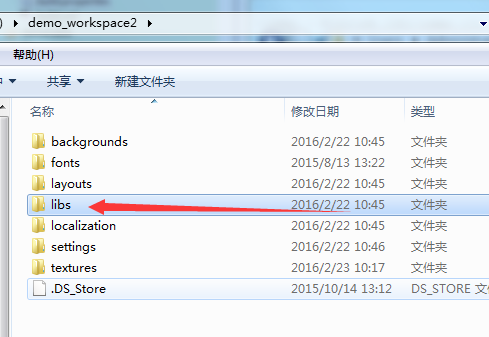 ) ▸ demo_workspace2 ▸
帮助(H)
共享 ▼ 新建文件夹
名称 修改日期 类型
backgrounds 2016/2/22 10:45 文件夹
fonts 2015/8/13 13:22 文件夹
layouts 2016/2/22 10:45 文件夹
libs 2016/2/22 10:45 文件夹
localization 2016/2/22 10:45 文件夹
settings 2016/2/22 10:46 文件夹
textures 2016/2/23 10:17 文件夹
.DS_Store 2015/10/14 13:12 DS_STORE 文